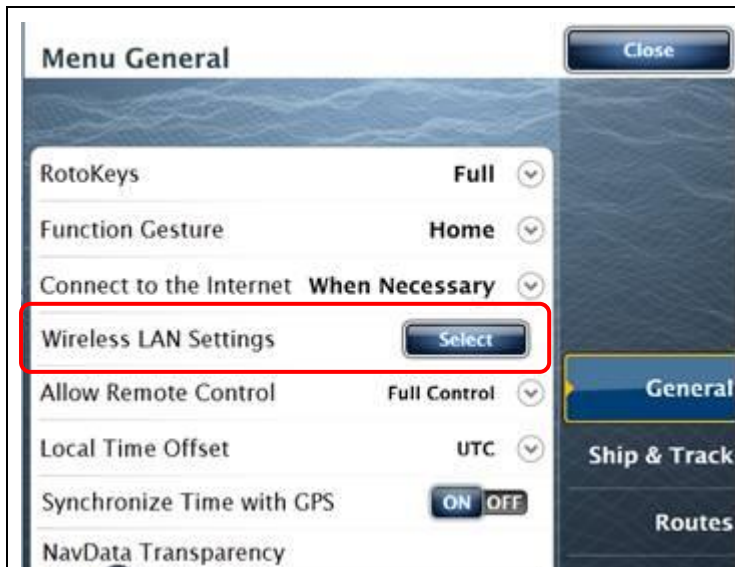 Menu General Close
RotoKeys Full
Function Gesture Home
Connect to the Internet When Necessary
Wireless LAN Settings Select
Allow Remote Control Full Control
Local Time Offset UTC
Synchronize Time with GPS ON OFF
NavData Transparency
General
Ship & Track
Routes